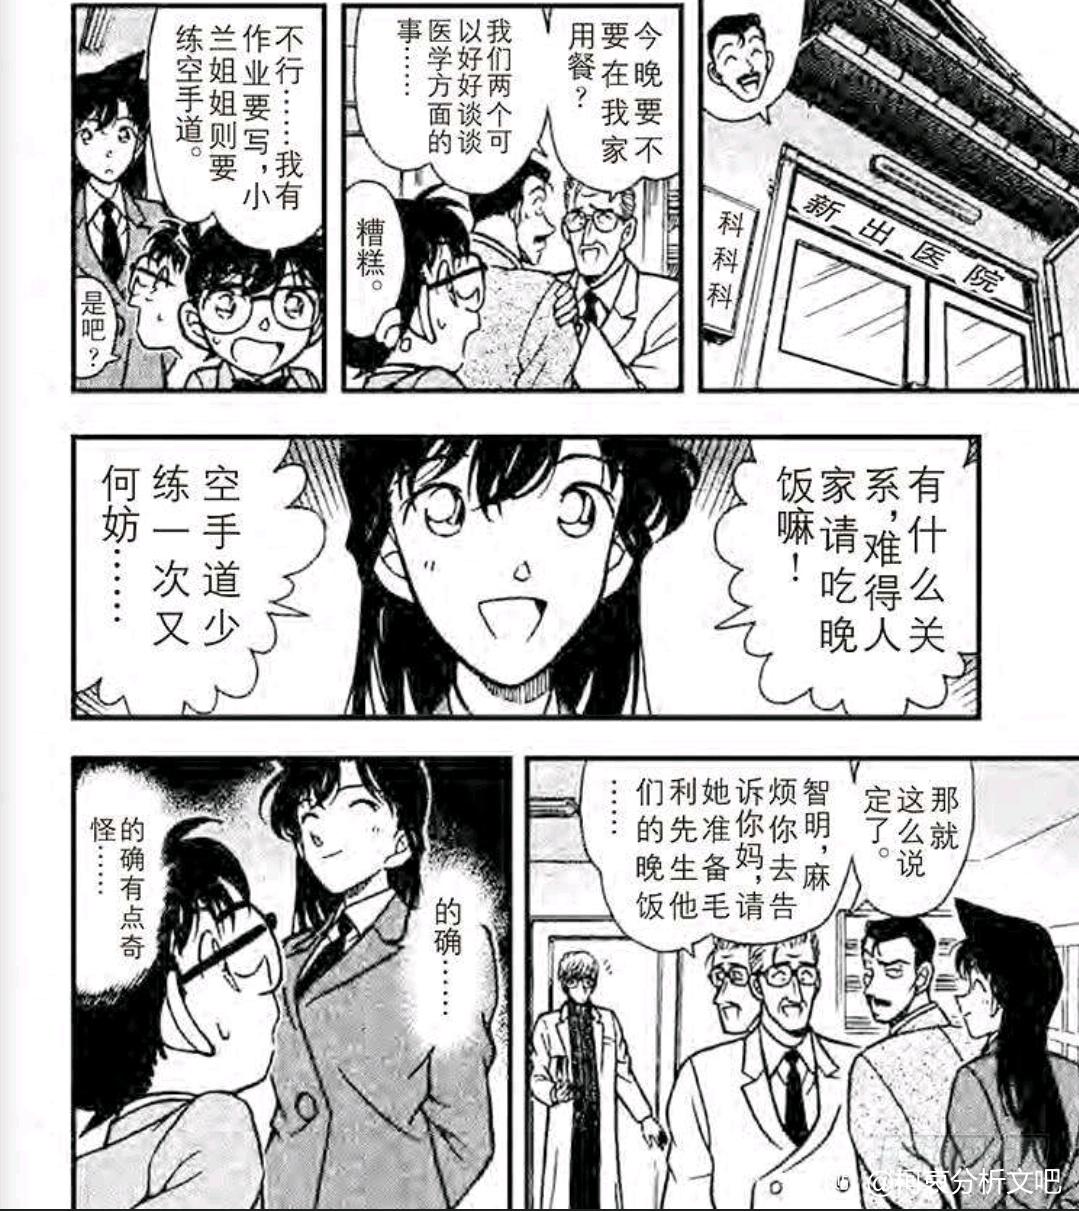 新出医院
科科科
今晚要不
要在我家
用餐?
我们两个可
以好好谈谈
医学方面的
事……
糟糕。
不行……我有
作业要写,小
兰姐姐则要
练空手道。
是
吧?
有什么关
系,难得人
家请吃晚
饭嘛!
空手道少
练一次又
何妨……
那就
这么说
定了。
智明,麻
烦你去告
诉你妈,请
她准备毛
利先生他
们的晚饭
……
的确……
的确有点奇
怪……
@柯哀分析文吧